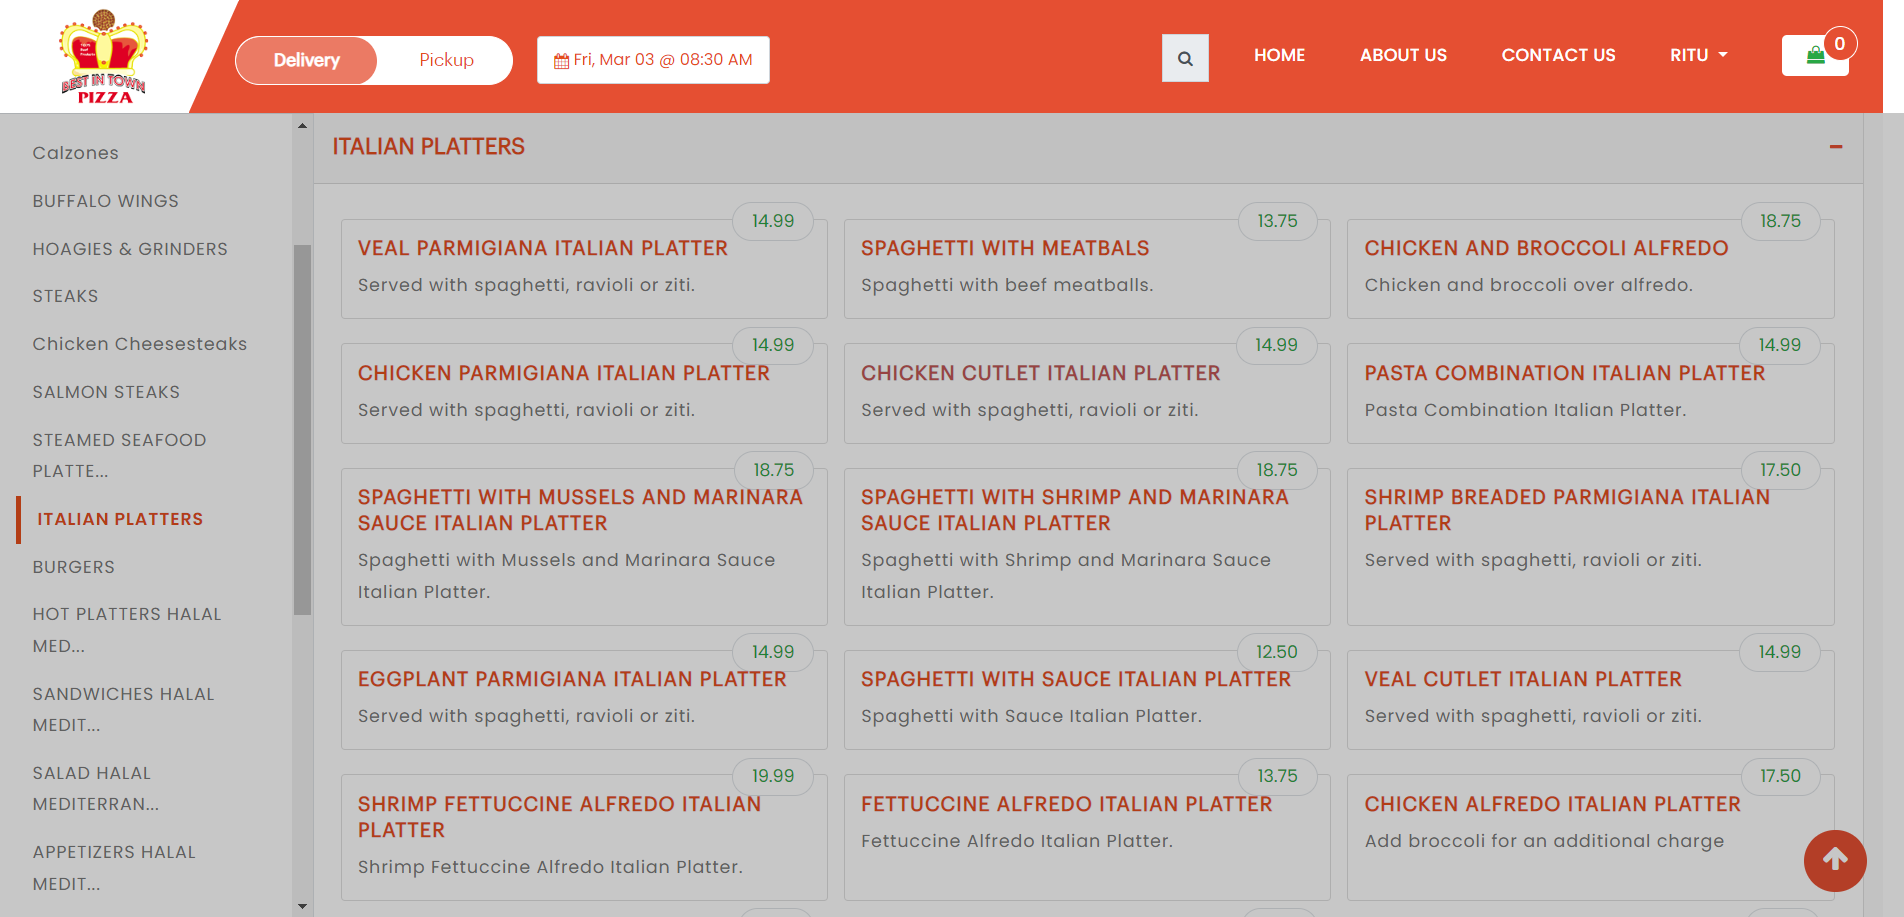 BEST IN TOWN
PIZZA
Delivery
Pickup
Fri, Mar 03 @ 08:30 AM
HOME
ABOUT US
CONTACT US
RITU
0
Calzones
BUFFALO WINGS
HOAGIES & GRINDERS
STEAKS
Chicken Cheesesteaks
SALMON STEAKS
STEAMED SEAFOOD
PLATTE...
ITALIAN PLATTERS
BURGERS
HOT PLATTERS HALAL
MED...
SANDWICHES HALAL
MEDIT...
SALAD HALAL
MEDITERRAN...
APPETIZERS HALAL
MEDIT...
ITALIAN PLATTERS
14.99
VEAL PARMIGIANA ITALIAN PLATTER
Served with spaghetti, ravioli or ziti.
13.75
SPAGHETTI WITH MEATBALS
Spaghetti with beef meatballs.
18.75
CHICKEN AND BROCCOLI ALFREDO
Chicken and broccoli over alfredo.
14.99
CHICKEN PARMIGIANA ITALIAN PLATTER
Served with spaghetti, ravioli or ziti.
14.99
CHICKEN CUTLET ITALIAN PLATTER
Served with spaghetti, ravioli or ziti.
14.99
PASTA COMBINATION ITALIAN PLATTER
Pasta Combination Italian Platter.
18.75
SPAGHETTI WITH MUSSELS AND MARINARA
SAUCE ITALIAN PLATTER
Spaghetti with Mussels and Marinara Sauce
Italian Platter.
18.75
SPAGHETTI WITH SHRIMP AND MARINARA
SAUCE ITALIAN PLATTER
Spaghetti with Shrimp and Marinara Sauce
Italian Platter.
17.50
SHRIMP BREADED PARMIGIANA ITALIAN
PLATTER
Served with spaghetti, ravioli or ziti.
14.99
EGGPLANT PARMIGIANA ITALIAN PLATTER
Served with spaghetti, ravioli or ziti.
12.50
SPAGHETTI WITH SAUCE ITALIAN PLATTER
Spaghetti with Sauce Italian Platter.
14.99
VEAL CUTLET ITALIAN PLATTER
Served with spaghetti, ravioli or ziti.
19.99
SHRIMP FETTUCCINE ALFREDO ITALIAN
PLATTER
Shrimp Fettuccine Alfredo Italian Platter.
13.75
FETTUCCINE ALFREDO ITALIAN PLATTER
Fettuccine Alfredo Italian Platter.
17.50
CHICKEN ALFREDO ITALIAN PLATTER
Add broccoli for an additional charge